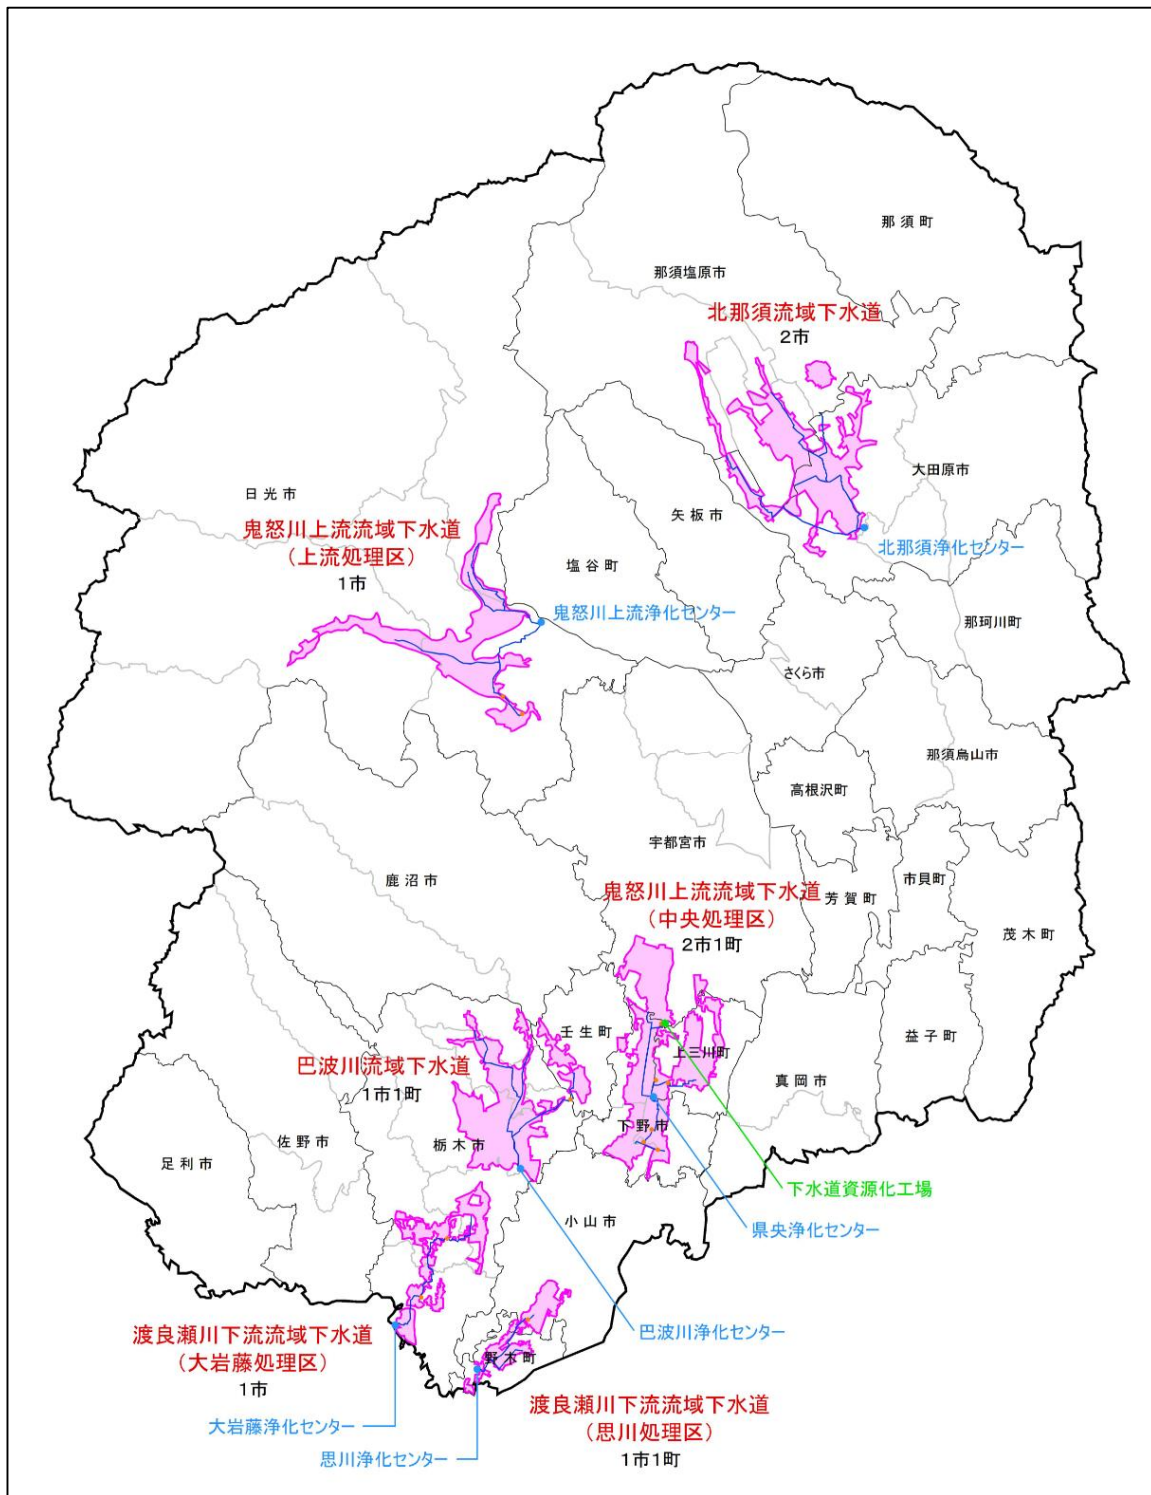 那須町
那須塩原市
北那須流域下水道
2市
大田原市
日光市
矢板市
鬼怒川上流流域下水道
（上流処理区）
1市
北那須浄化センター
塩谷町
鬼怒川上流浄化センター
那珂川町
さくら市
那須烏山市
高根沢町
宇都宮市
鹿沼市
市貝町
鬼怒川上流流域下水道
（中央処理区）
2市1町
芳賀町
茂木町
壬生町
益子町
上三川町
巴波川流域下水道
1市1町
真岡市
下野市
佐野市
栃木市
足利市
下水道資源化工場
小山市
県央浄化センター
巴波川浄化センター
渡良瀬川下流流域下水道
（大岩藤処理区）
1市
野木町
渡良瀬川下流流域下水道
（思川処理区）
1市1町
大岩藤浄化センター
思川浄化センター